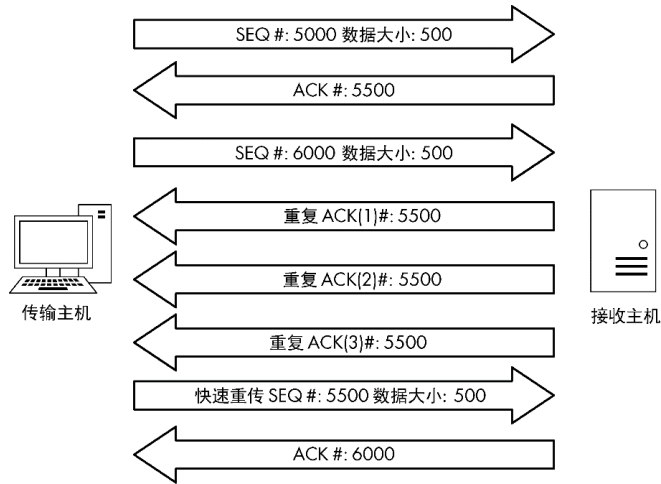 SEQ #: 5000 数据大小: 500
ACK #: 5500
SEQ #: 6000 数据大小: 500
重复 ACK(1)#: 5500
重复 ACK(2)#: 5500
传输主机
接收主机
重复 ACK(3)#: 5500
快速重传 SEQ #: 5500 数据大小: 500
ACK #: 6000